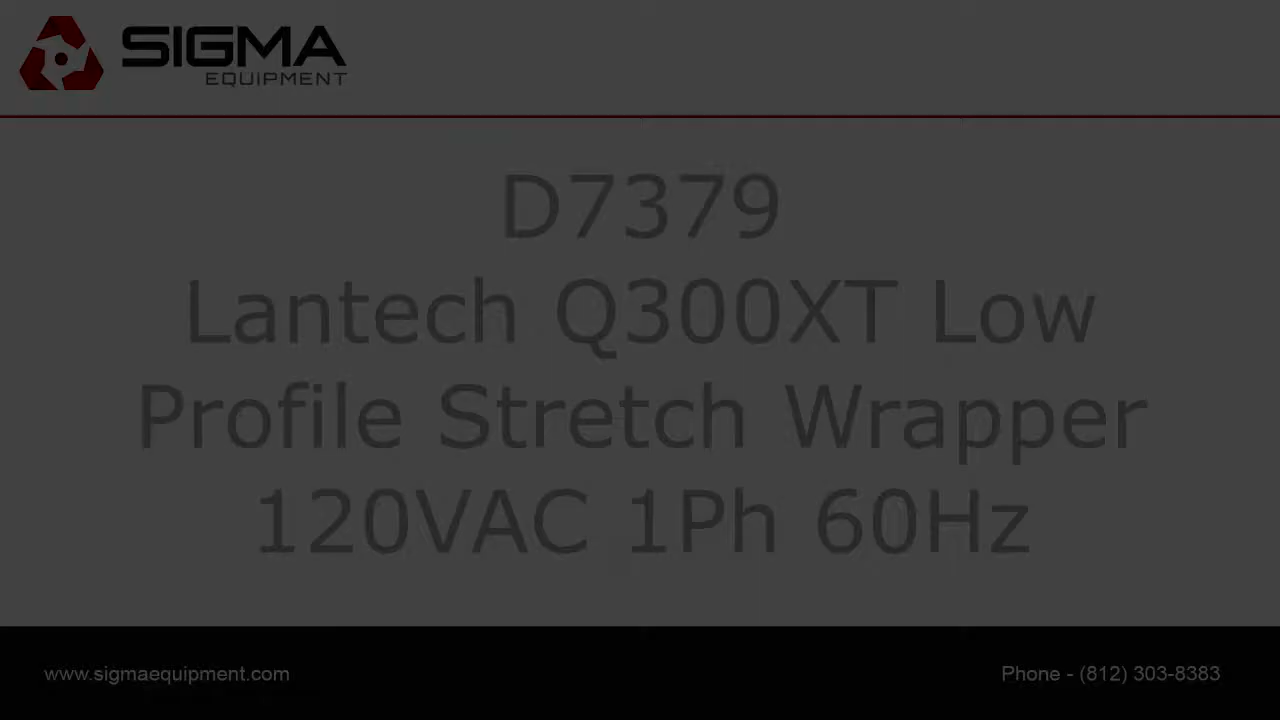 SIGMA
EQUIPMENT
D7379
Lantech Q300XT Low
Profile Stretch Wrapper
120VAC 1Ph 60Hz
www.sigmaequipment.com
Phone - (812) 303-8383